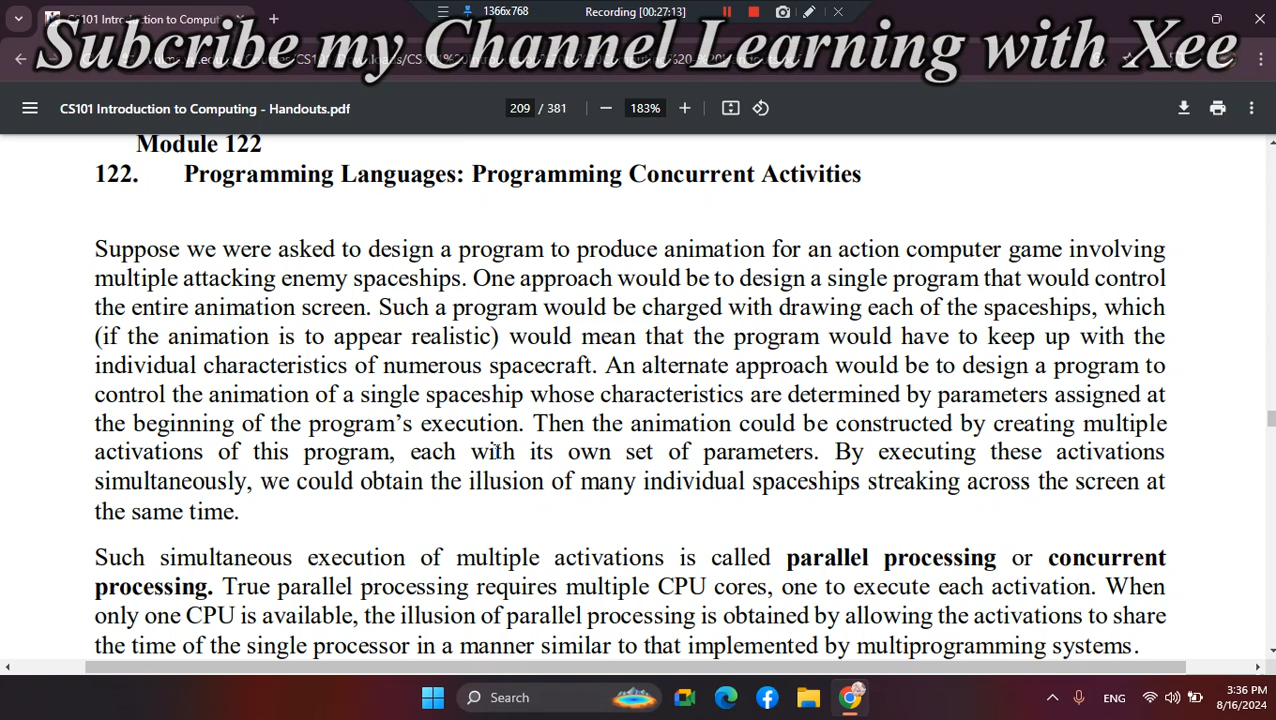 1366x768 Recording [00:27:13]
CS101 Introduction to Comput
Subcribe my Channel Learning with Xee
CS101 Introduction to Computing - Handouts.pdf 209 / 381 183%
Module 122
122. Programming Languages: Programming Concurrent Activities
Suppose we were asked to design a program to produce animation for an action computer game involving
multiple attacking enemy spaceships. One approach would be to design a single program that would control
the entire animation screen. Such a program would be charged with drawing each of the spaceships, which
(if the animation is to appear realistic) would mean that the program would have to keep up with the
individual characteristics of numerous spacecraft. An alternate approach would be to design a program to
control the animation of a single spaceship whose characteristics are determined by parameters assigned at
the beginning of the program’s execution. Then the animation could be constructed by creating multiple
activations of this program, each with its own set of parameters. By executing these activations
simultaneously, we could obtain the illusion of many individual spaceships streaking across the screen at
the same time.
Such simultaneous execution of multiple activations is called parallel processing or concurrent
processing. True parallel processing requires multiple CPU cores, one to execute each activation. When
only one CPU is available, the illusion of parallel processing is obtained by allowing the activations to share
the time of the single processor in a manner similar to that implemented by multiprogramming systems.
Search ENG 3:36 PM
8/16/2024